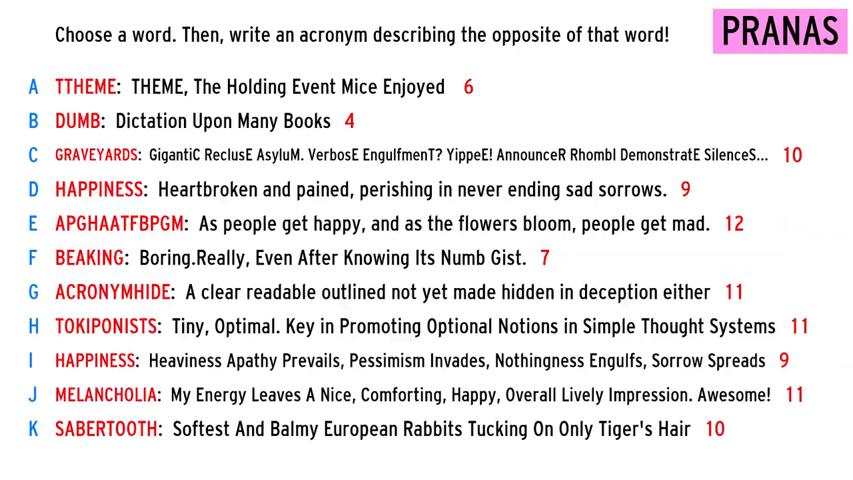 Choose a word. Then, write an acronym describing the opposite of that word!
PRANAS
A TTHEME: THEME, The Holding Event Mice Enjoyed 6
B DUMB: Dictation Upon Many Books 4
C GRAVEYARDS: GigantiC ReclusE AsyluM. VerbosE EngulfmenT? YippeE! AnnounceR RhombI DemonstratE SilenceS... 10
D HAPPINESS: Heartbroken and pained, perishing in never ending sad sorrows. 9
E APGHAATFBPGM: As people get happy, and as the flowers bloom, people get mad. 12
F BEAKING: Boring.Really, Even After Knowing Its Numb Gist. 7
G ACRONYMHIDE: A clear readable outlined not yet made hidden in deception either 11
H TOKIPONISTS: Tiny, Optimal. Key in Promoting Optional Notions in Simple Thought Systems 11
I HAPPINESS: Heaviness Apathy Prevails, Pessimism Invades, Nothingness Engulfs, Sorrow Spreads 9
J MELANCHOLIA: My Energy Leaves A Nice, Comforting, Happy, Overall Lively Impression. Awesome! 11
K SABERTOOTH: Softest And Balmy European Rabbits Tucking On Only Tiger's Hair 10